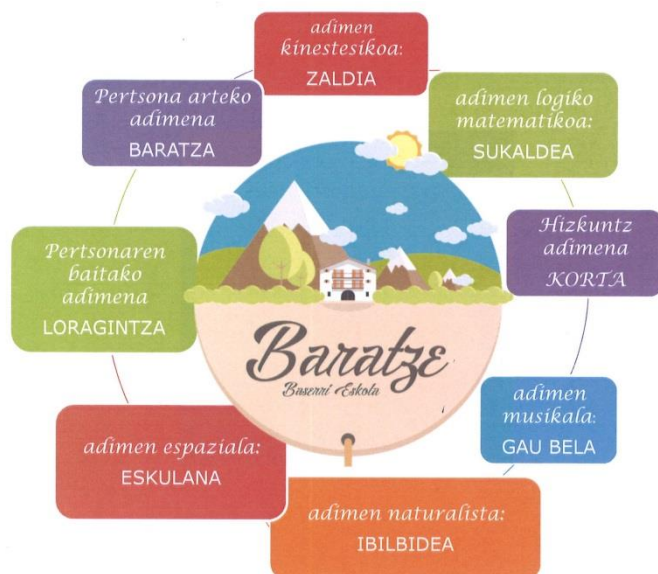 adimen
kinestesikoa:
ZALDIA
adimen logiko
matematikoa:
SUKALDEA
Hizkuntz
adimena
KORTA
adimen
musikala:
GAU BELA
adimen naturalista:
IBILBIDEA
adimen espaziala:
ESKULANA
Pertsonaren
baitako
adimena
LORAGINTZA
Pertsona arteko
adimena
BARATZA
Baratze
Baserri Eskola